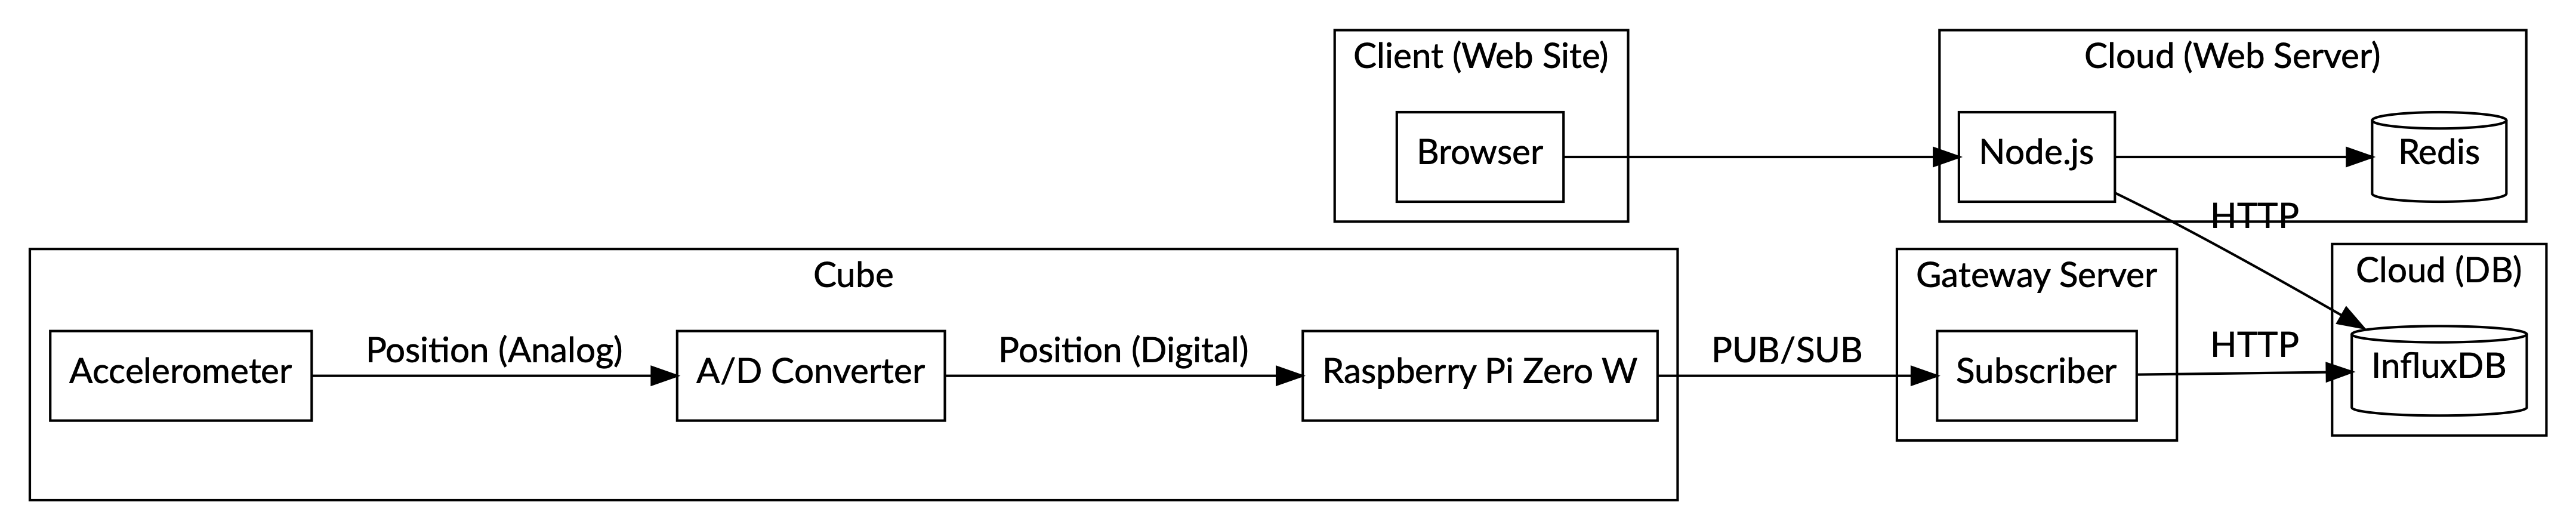 Client (Web Site)
Browser
Cloud (Web Server)
Node.js
Redis
HTTP
Cube
Accelerometer
Position (Analog)
A/D Converter
Position (Digital)
Raspberry Pi Zero W
PUB/SUB
Gateway Server
Subscriber
HTTP
Cloud (DB)
InfluxDB